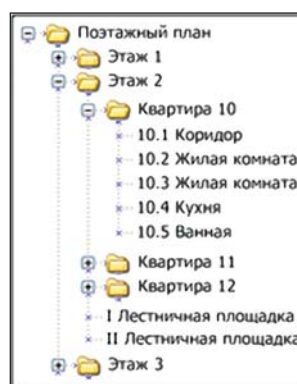 Поэтажный план
Этаж 1
Этаж 2
Квартира 10
10.1 Коридор
10.2 Жилая комната
10.3 Жилая комната
10.4 Кухня
10.5 Ванная
Квартира 11
Квартира 12
I Лестничная площадка
II Лестничная площадка
Этаж 3